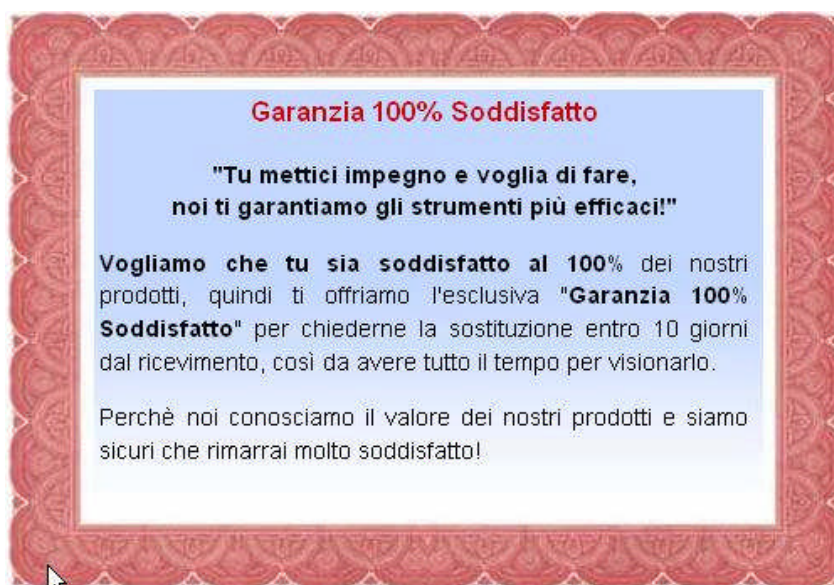 Garanzia 100% Soddisfatto
"Tu mettici impegno e voglia di fare,
noi ti garantiamo gli strumenti più efficaci!"
Vogliamo che tu sia soddisfatto al 100% dei nostri
prodotti, quindi ti offriamo l'esclusiva "Garanzia 100%
Soddisfatto" per chiederne la sostituzione entro 10 giorni
dal ricevimento, così da avere tutto il tempo per visionarlo.
Perchè noi conosciamo il valore dei nostri prodotti e siamo
sicuri che rimarrai molto soddisfatto!